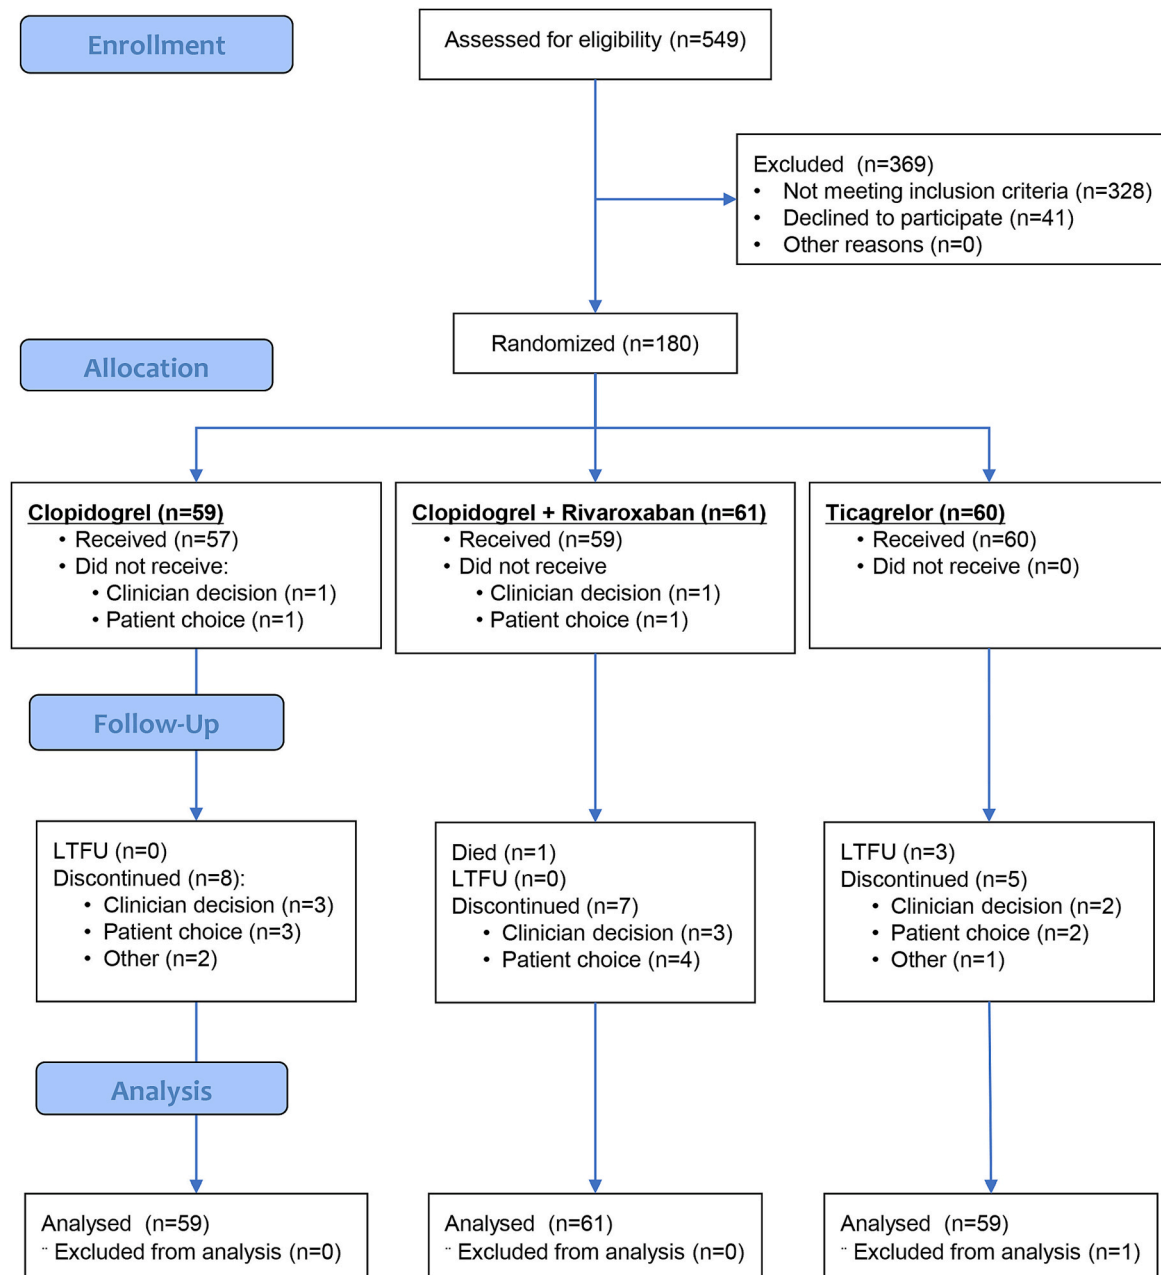 Enrollment
Assessed for eligibility (n=549)
Excluded (n=369)
• Not meeting inclusion criteria (n=328)
• Declined to participate (n=41)
• Other reasons (n=0)
Randomized (n=180)
Allocation
Clopidogrel (n=59)
• Received (n=57)
• Did not receive:
• Clinician decision (n=1)
• Patient choice (n=1)
Clopidogrel + Rivaroxaban (n=61)
• Received (n=59)
• Did not receive
• Clinician decision (n=1)
• Patient choice (n=1)
Ticagrelor (n=60)
• Received (n=60)
• Did not receive (n=0)
Follow-Up
LTFU (n=0)
Discontinued (n=8):
• Clinician decision (n=3)
• Patient choice (n=3)
• Other (n=2)
Died (n=1)
LTFU (n=0)
Discontinued (n=7)
• Clinician decision (n=3)
• Patient choice (n=4)
LTFU (n=3)
Discontinued (n=5)
• Clinician decision (n=2)
• Patient choice (n=2)
• Other (n=1)
Analysis
Analysed (n=59)
¨ Excluded from analysis (n=0)
Analysed (n=61)
¨ Excluded from analysis (n=0)
Analysed (n=59)
¨ Excluded from analysis (n=1)